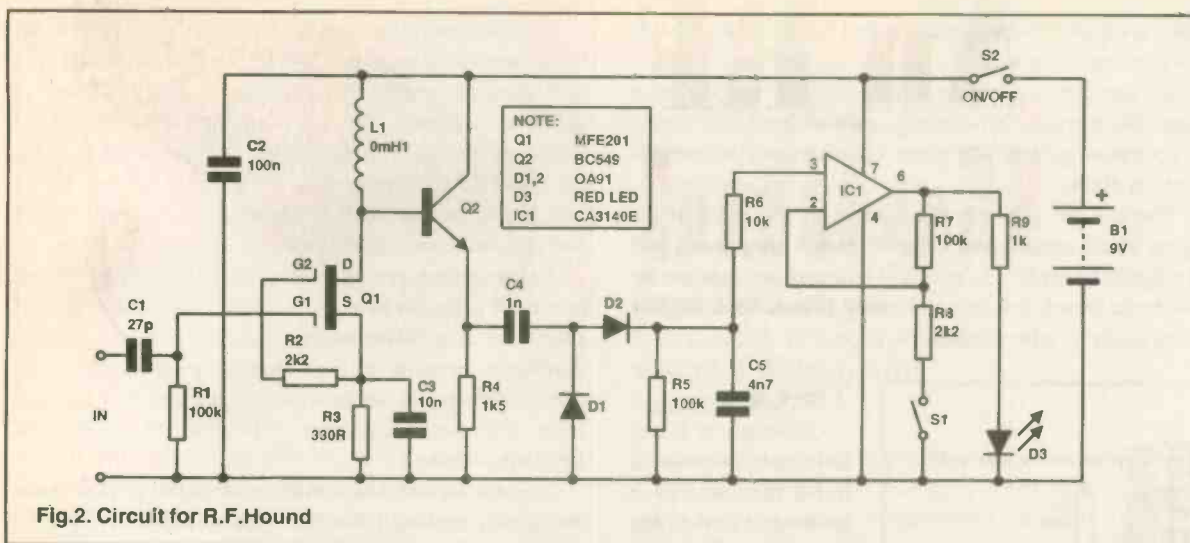 S2
ON/OFF
L1
0mH1
NOTE:
Q1 MFE201
Q2 BC549
D1,2 OA91
D3 RED LED
IC1 CA3140E
C2
100n
Q2
3
2
IC1
7
6
4
R6
10k
R7
100k
R9
1k
+
B1
9V
G2
D
G1
S
Q1
C4
1n
D2
C1
27p
R2
2k2
R8
2k2
R1
100k
IN
R3
330R
C3
10n
R4
1k5
D1
R5
100k
C5
4n7
S1
D3
Fig.2. Circuit for R.F.Hound